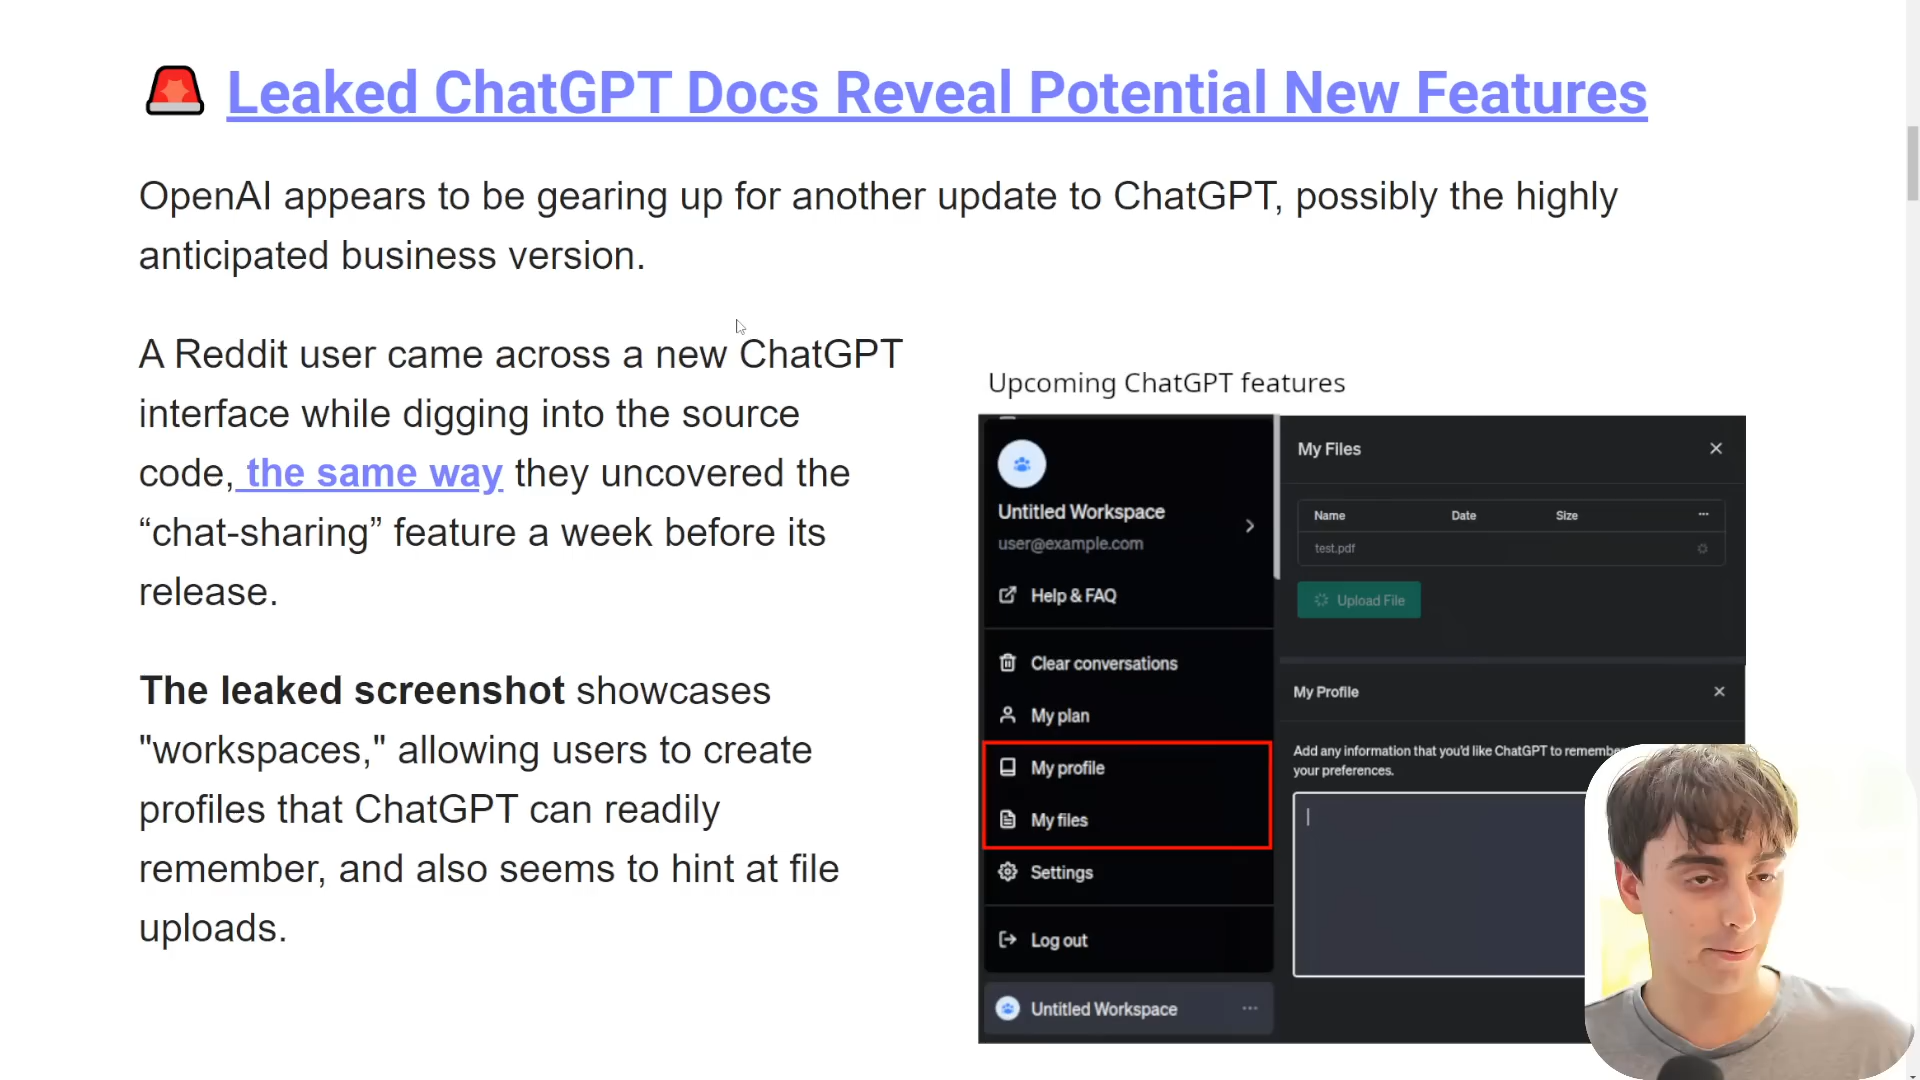 Leaked ChatGPT Docs Reveal Potential New Features
OpenAI appears to be gearing up for another update to ChatGPT, possibly the highly
anticipated business version.
A Reddit user came across a new ChatGPT
interface while digging into the source
code, the same way they uncovered the
“chat-sharing” feature a week before its
release.
The leaked screenshot showcases
"workspaces," allowing users to create
profiles that ChatGPT can readily
remember, and also seems to hint at file
uploads.
Upcoming ChatGPT features
Untitled Workspace
user@example.com
Help & FAQ
Clear conversations
My plan
My profile
My files
Settings
Log out
Untitled Workspace
My Files
Name Date Size
test.pdf
Upload File
My Profile
Add any information that you'd like ChatGPT to remember
your preferences.